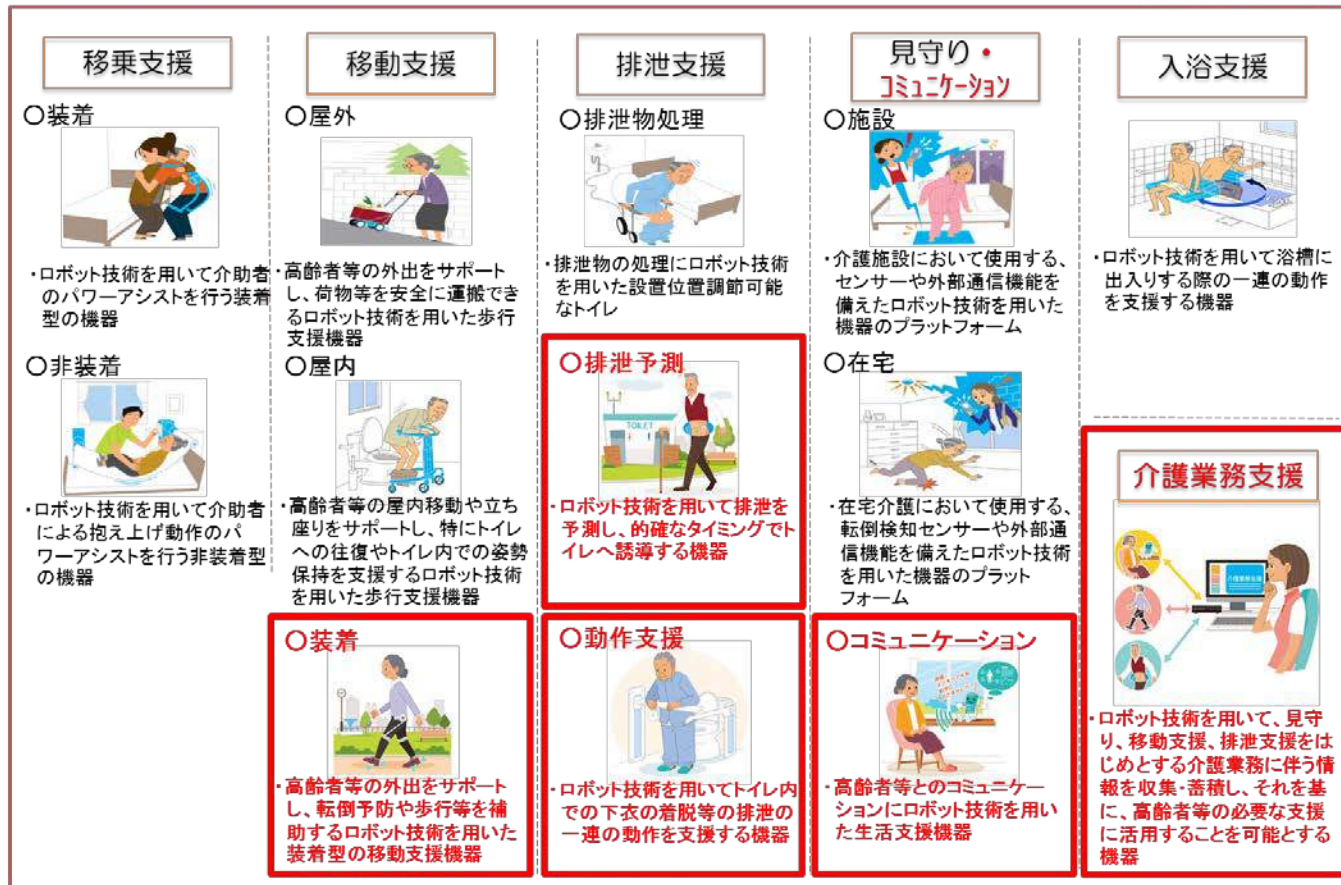 移乗支援
〇装着
・ロボット技術を用いて介助者
のパワーアシストを行う装着
型の機器
〇非装着
・ロボット技術を用いて介助者
による抱え上げ動作のパ
ワーアシストを行う非装着型
の機器
移動支援
〇屋外
・高齢者等の外出をサポート
し、荷物等を安全に運搬でき
るロボット技術を用いた歩行
支援機器
〇屋内
・高齢者等の屋内移動や立ち
座りをサポートし、特にトイレ
への往復やトイレ内での姿勢
保持を支援するロボット技術
を用いた歩行支援機器
〇装着
・高齢者等の外出をサポート
し、転倒予防や歩行等を補
助するロボット技術を用いた
装着型の移動支援機器
排泄支援
〇排泄物処理
・排泄物の処理にロボット技術
を用いた設置位置調節可能
なトイレ
〇排泄予測
TOILET
・ロボット技術を用いて排泄を
予測し、的確なタイミングでト
イレへ誘導する機器
〇動作支援
・ロボット技術を用いてトイレ内
での下衣の着脱等の排泄の
一連の動作を支援する機器
見守り・
コミュニケーション
〇施設
・介護施設において使用する、
センサーや外部通信機能を
備えたロボット技術を用いた
機器のプラットフォーム
〇在宅
・在宅介護において使用する、
転倒検知センサーや外部通
信機能を備えたロボット技術
を用いた機器のプラット
フォーム
〇コミュニケーション
・高齢者等とのコミュニケー
ションにロボット技術を用い
た生活支援機器
入浴支援
・ロボット技術を用いて浴槽に
出入りする際の一連の動作
を支援する機器
介護業務支援
介護業務支援
・ロボット技術を用いて、見守
り、移動支援、排泄支援をは
じめとする介護業務に伴う情
報を収集・蓄積し、それを基
に、高齢者等の必要な支援
に活用することを可能とする
機器